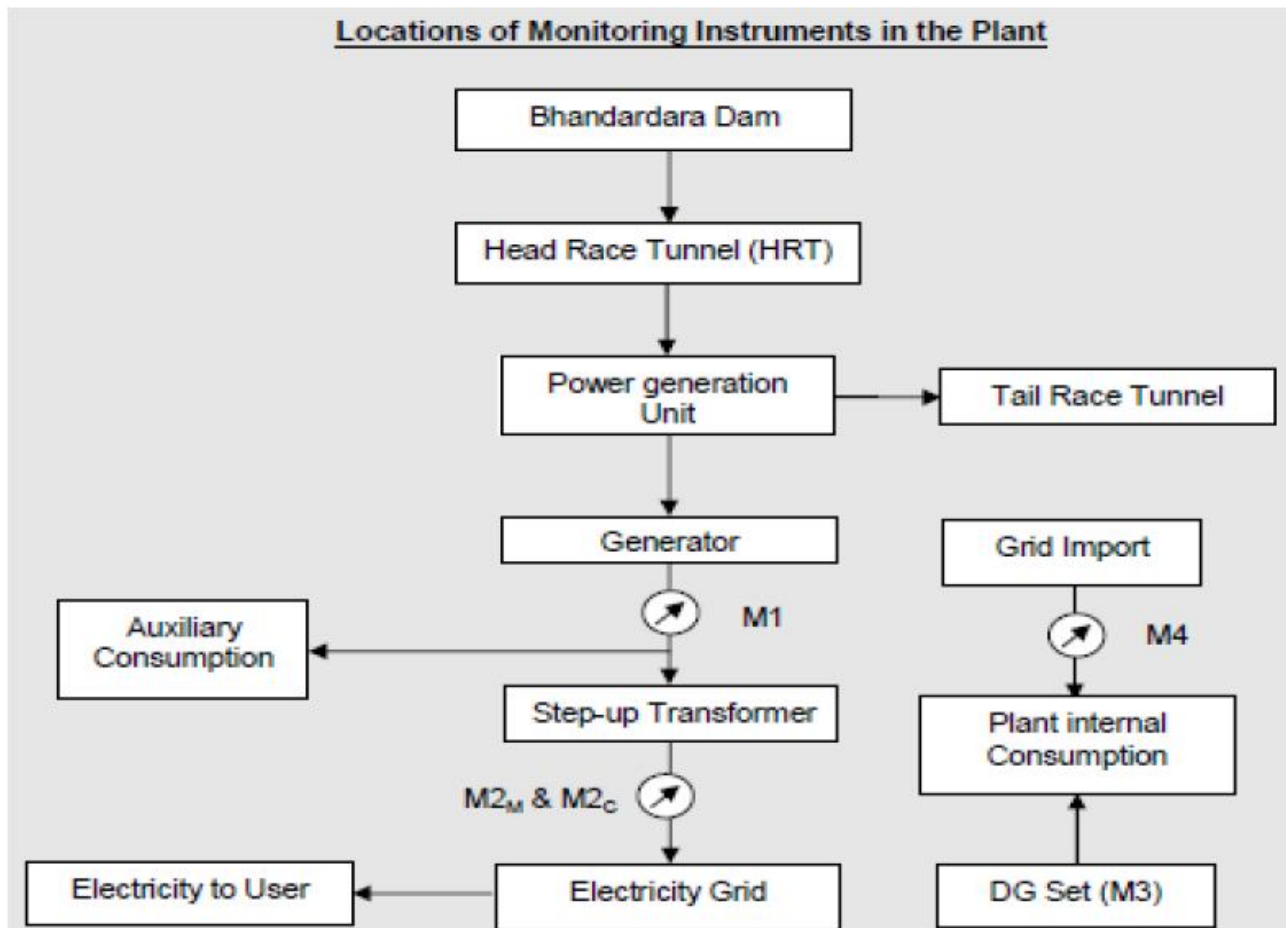 Locations of Monitoring Instruments in the Plant
Bhandardara Dam
Head Race Tunnel (HRT)
Power generation
Unit
Tail Race Tunnel
Generator
Grid Import
M1
Auxiliary
Consumption
M4
Step-up Transformer
Plant internal
Consumption
M2M & M2C
Electricity to User
Electricity Grid
DG Set (M3)